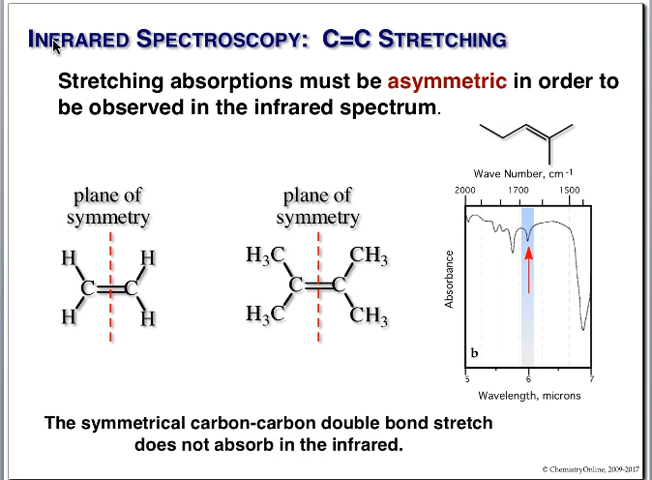 INFRARED SPECTROSCOPY: C=C STRETCHING
Stretching absorptions must be asymmetric in order to
be observed in the infrared spectrum.
plane of
symmetry
H H
C=C
H H
plane of
symmetry
H₃C CH₃
C=C
H₃C CH₃
Wave Number, cm⁻¹
2000 1700 1500
Absorbance
b
5 6 7
Wavelength, microns
The symmetrical carbon-carbon double bond stretch
does not absorb in the infrared.
© ChemistryOnline, 2009-2017